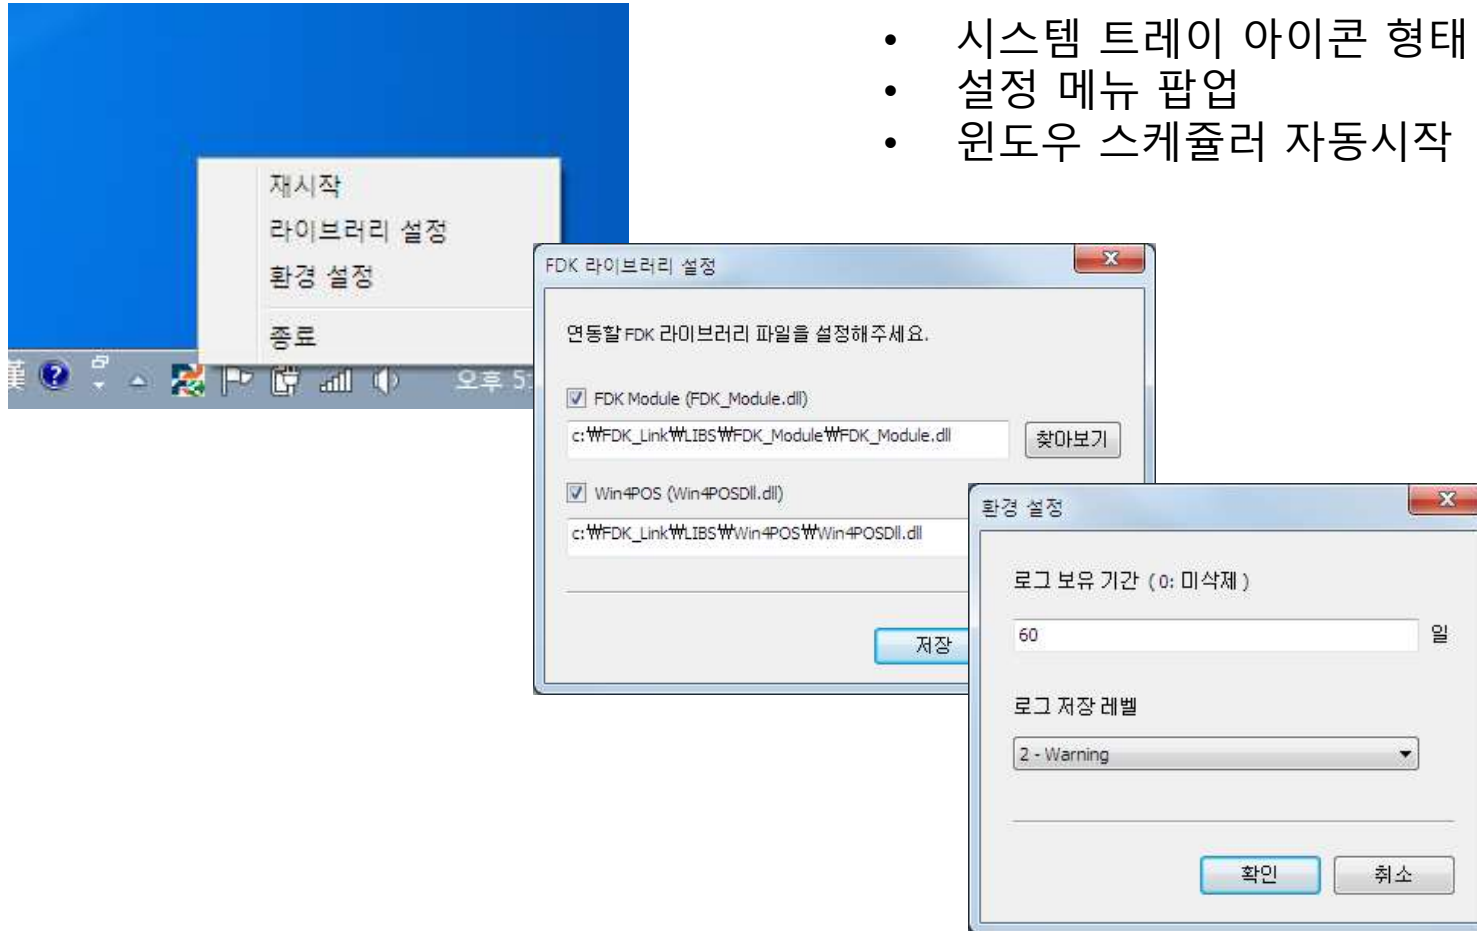 • 시스템 트레이 아이콘 형태
• 설정 메뉴 팝업
• 윈도우 스케쥴러 자동시작
재시작
라이브러리 설정
환경 설정
종료
漢
오후 5:
FDK 라이브러리 설정
연동할 FDK 라이브러리 파일을 설정해주세요.
FDK Module (FDK_Module.dll)
c:₩FDK_Link₩LIBS₩FDK_Module₩FDK_Module.dll
찾아보기
Win4POS (Win4POSDll.dll)
c:₩FDK_Link₩LIBS₩Win4POS₩Win4POSDll.dll
저장
환경 설정
로그 보유 기간 ( 0: 미삭제 )
60 일
로그 저장 레벨
2 - Warning
확인 취소